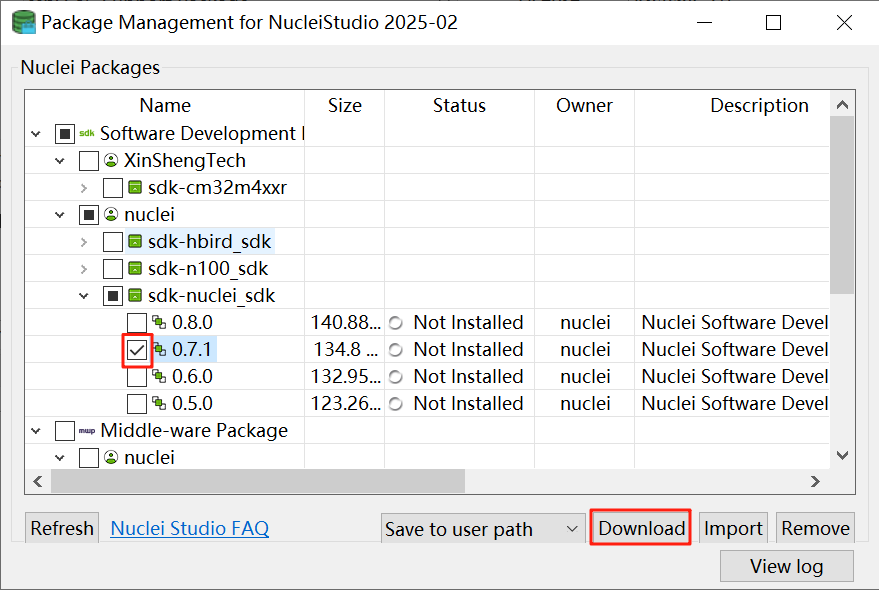 Package Management for NucleiStudio 2025-02
Nuclei Packages
Name Size Status Owner Description
sdk Software Development
XinShengTech
sdk-cm32m4xxr
nuclei
sdk-hbird_sdk
sdk-n100_sdk
sdk-nuclei_sdk
0.8.0 140.88... Not Installed nuclei Nuclei Software Devel
0.7.1 134.8 ... Not Installed nuclei Nuclei Software Devel
0.6.0 132.95... Not Installed nuclei Nuclei Software Devel
0.5.0 123.26... Not Installed nuclei Nuclei Software Devel
mwp Middle-ware Package
nuclei
Refresh Nuclei Studio FAQ Save to user path Download Import Remove
View log